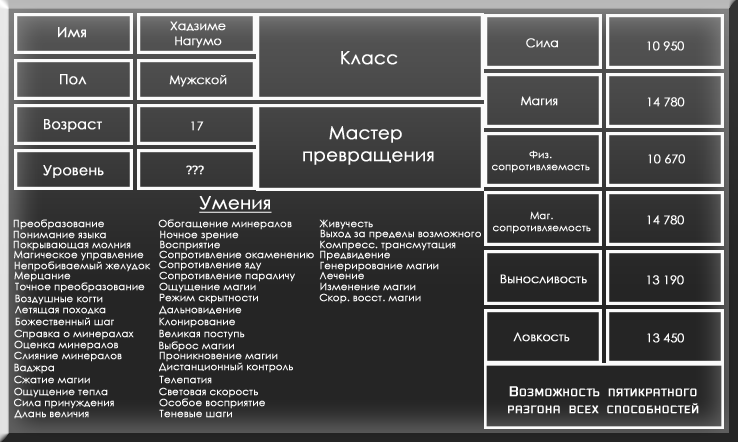 Имя
Хадзиме
Нагумо
Пол
Мужской
Возраст
17
Уровень
???
Класс
Мастер
превращения
Сила
10 950
Магия
14 780
Физ.
сопротивляемость
10 670
Маг.
сопротивляемость
14 780
Выносливость
13 190
Ловкость
13 450
Возможность пятикратного
разгона всех способностей
Умения
Преобразование
Понимание языка
Покрывающая молния
Магическое управление
Непробиваемый желудок
Мерцание
Точное преобразование
Воздушные когти
Летящая походка
Божественный шаг
Справка о минералах
Оценка минералов
Слияние минералов
Ваджра
Сжатие магии
Ощущение тепла
Сила принуждения
Длань величия
Обогащение минералов
Ночное зрение
Восприятие
Сопротивление окаменению
Сопротивление яду
Сопротивление параличу
Ощущение магии
Режим скрытности
Дальновидение
Клонирование
Великая поступь
Выброс магии
Проникновение магии
Дистанционный контроль
Телепатия
Световая скорость
Особое восприятие
Теневые шаги
Живучесть
Выход за пределы возможного
Компресс. трансмутация
Предвидение
Генерирование магии
Лечение
Изменение магии
Скор. восст. магии